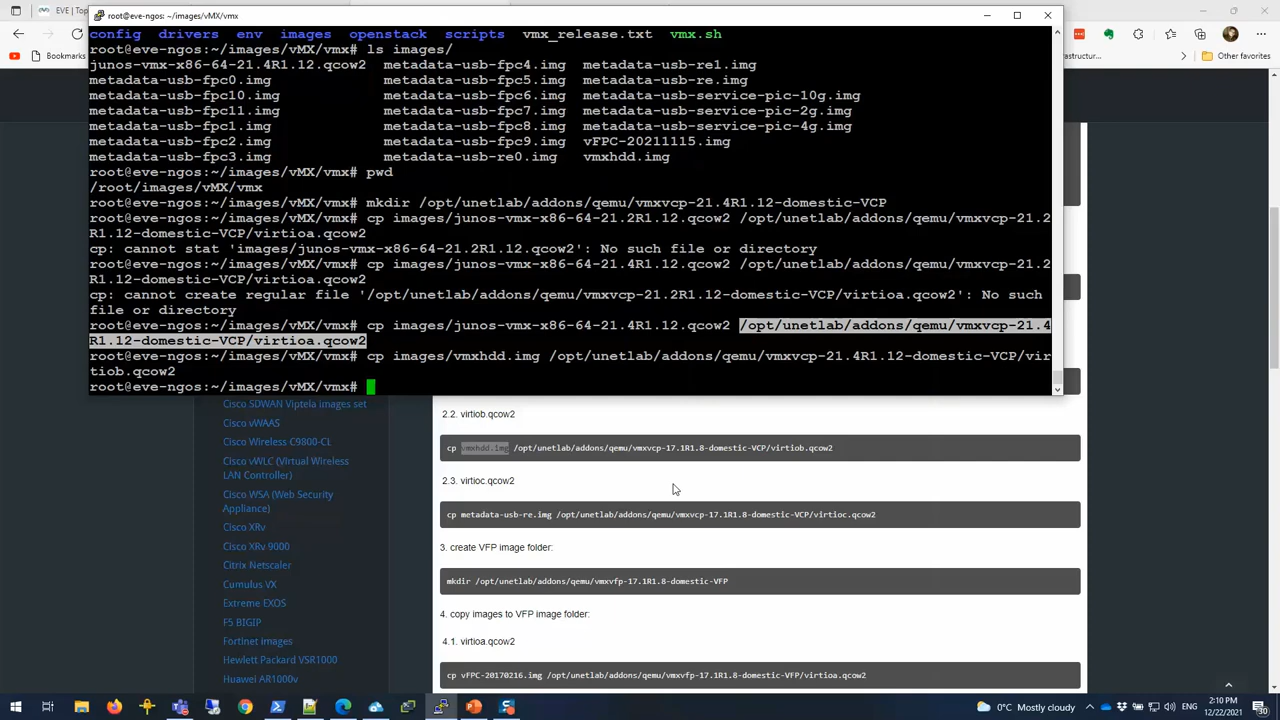 EVE | Top
root@eve-ngos: ~/images/vMX/vmx
Bookmarks
astructur...
Other favorites
config drivers env images openstack scripts vmx_release.txt vmx.sh
root@eve-ngos:~/images/vMX/vmx# ls images/
junos-vmx-x86-64-21.4R1.12.qcow2 metadata-usb-fpc4.img metadata-usb-re1.img
metadata-usb-fpc0.img metadata-usb-fpc5.img metadata-usb-re.img
metadata-usb-fpc10.img metadata-usb-fpc6.img metadata-usb-service-pic-10g.img
metadata-usb-fpc11.img metadata-usb-fpc7.img metadata-usb-service-pic-2g.img
metadata-usb-fpc1.img metadata-usb-fpc8.img metadata-usb-service-pic-4g.img
metadata-usb-fpc2.img metadata-usb-fpc9.img vFPC-20211115.img
metadata-usb-fpc3.img metadata-usb-re0.img vmxhdd.img
root@eve-ngos:~/images/vMX/vmx# pwd
/root/images/vMX/vmx
root@eve-ngos:~/images/vMX/vmx# mkdir /opt/unetlab/addons/qemu/vmxvcp-21.4R1.12-domestic-VCP
root@eve-ngos:~/images/vMX/vmx# cp images/junos-vmx-x86-64-21.2R1.12.qcow2 /opt/unetlab/addons/qemu/vmxvcp-21.2
R1.12-domestic-VCP/virtioa.qcow2
cp: cannot stat 'images/junos-vmx-x86-64-21.2R1.12.qcow2': No such file or directory
root@eve-ngos:~/images/vMX/vmx# cp images/junos-vmx-x86-64-21.4R1.12.qcow2 /opt/unetlab/addons/qemu/vmxvcp-21.2
R1.12-domestic-VCP/virtioa.qcow2
cp: cannot create regular file '/opt/unetlab/addons/qemu/vmxvcp-21.2R1.12-domestic-VCP/virtioa.qcow2': No such
file or directory
root@eve-ngos:~/images/vMX/vmx# cp images/junos-vmx-x86-64-21.4R1.12.qcow2 /opt/unetlab/addons/qemu/vmxvcp-21.4
R1.12-domestic-VCP/virtioa.qcow2
root@eve-ngos:~/images/vMX/vmx# cp images/vmxhdd.img /opt/unetlab/addons/qemu/vmxvcp-21.4R1.12-domestic-VCP/vir
tiob.qcow2
root@eve-ngos:~/images/vMX/vmx#
Cisco SDWAN Viptela images set
Cisco vWAAS
Cisco Wireless C9800-CL
Cisco vWLC (Virtual Wireless
LAN Controller)
Cisco WSA (Web Security
Appliance)
Cisco XRv
Cisco XRv 9000
Citrix Netscaler
Cumulus VX
Extreme EXOS
F5 BIGIP
Fortinet images
Hewlett Packard VSR1000
Huawei AR1000v
2.2. virtiob.qcow2
cp vmxhdd.img /opt/unetlab/addons/qemu/vmxvcp-17.1R1.8-domestic-VCP/virtiob.qcow2
2.3. virtioc.qcow2
cp metadata-usb-re.img /opt/unetlab/addons/qemu/vmxvcp-17.1R1.8-domestic-VCP/virtioc.qcow2
3. create VFP image folder:
mkdir /opt/unetlab/addons/qemu/vmxvfp-17.1R1.8-domestic-VFP
4. copy images to VFP image folder:
4.1. virtioa.qcow2
cp vFPC-20170216.img /opt/unetlab/addons/qemu/vmxvfp-17.1R1.8-domestic-VFP/virtioa.qcow2
0°C Mostly cloudy
ENG
2:10 PM
12/22/2021
30